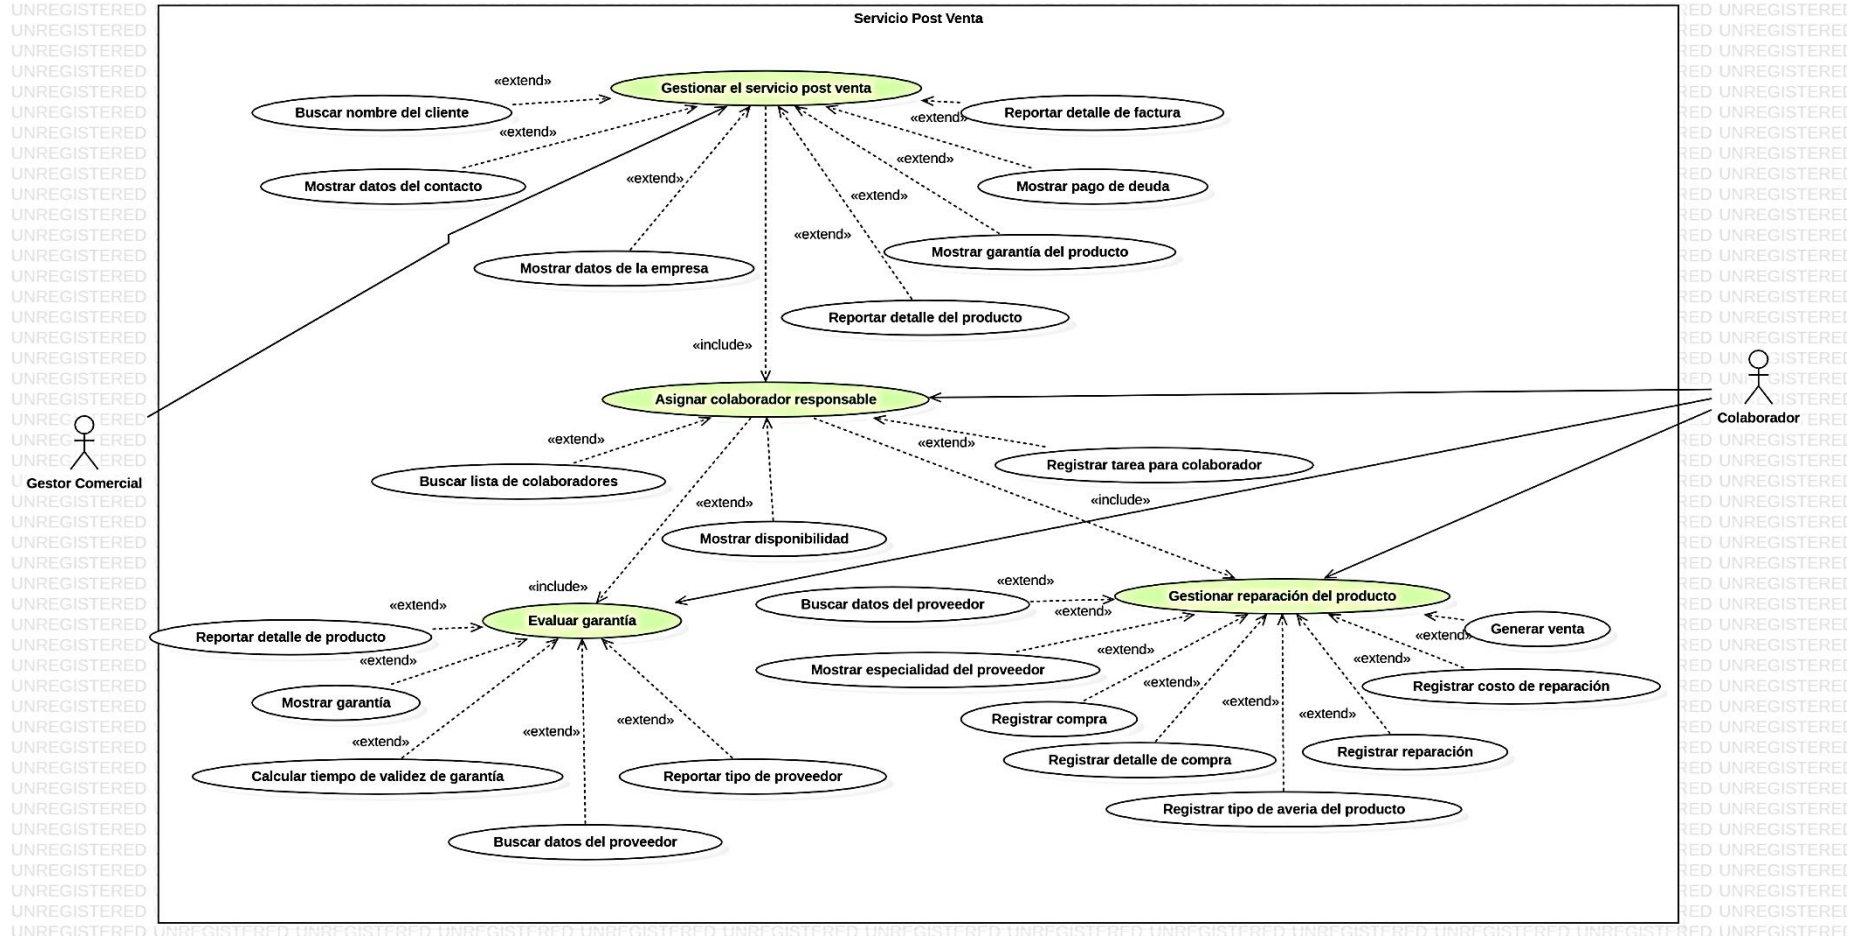 Servicio Post Venta
«extend»
Gestionar el servicio post venta
Buscar nombre del cliente
Reportar detalle de factura
«extend»
«extend»
«extend»
Mostrar datos del contacto
«extend»
Mostrar pago de deuda
«extend»
«extend»
Mostrar garantía del producto
Mostrar datos de la empresa
Reportar detalle del producto
«include»
Asignar colaborador responsable
Colaborador
Gestor Comercial
«extend»
«extend»
Registrar tarea para colaborador
Buscar lista de colaboradores
«extend»
«include»
Mostrar disponibilidad
«include»
«extend»
Buscar datos del proveedor
Gestionar reparación del producto
«extend»
«extend»
Evaluar garantía
Generar venta
Reportar detalle de producto
«extend»
«extend»
«extend»
«extend»
Mostrar especialidad del proveedor
«extend»
Registrar costo de reparación
Mostrar garantía
«extend»
«extend»
«extend»
Registrar compra
«extend»
«extend»
Registrar reparación
Registrar detalle de compra
Calcular tiempo de validez de garantía
Reportar tipo de proveedor
Registrar tipo de averia del producto
Buscar datos del proveedor
UNREGISTERED